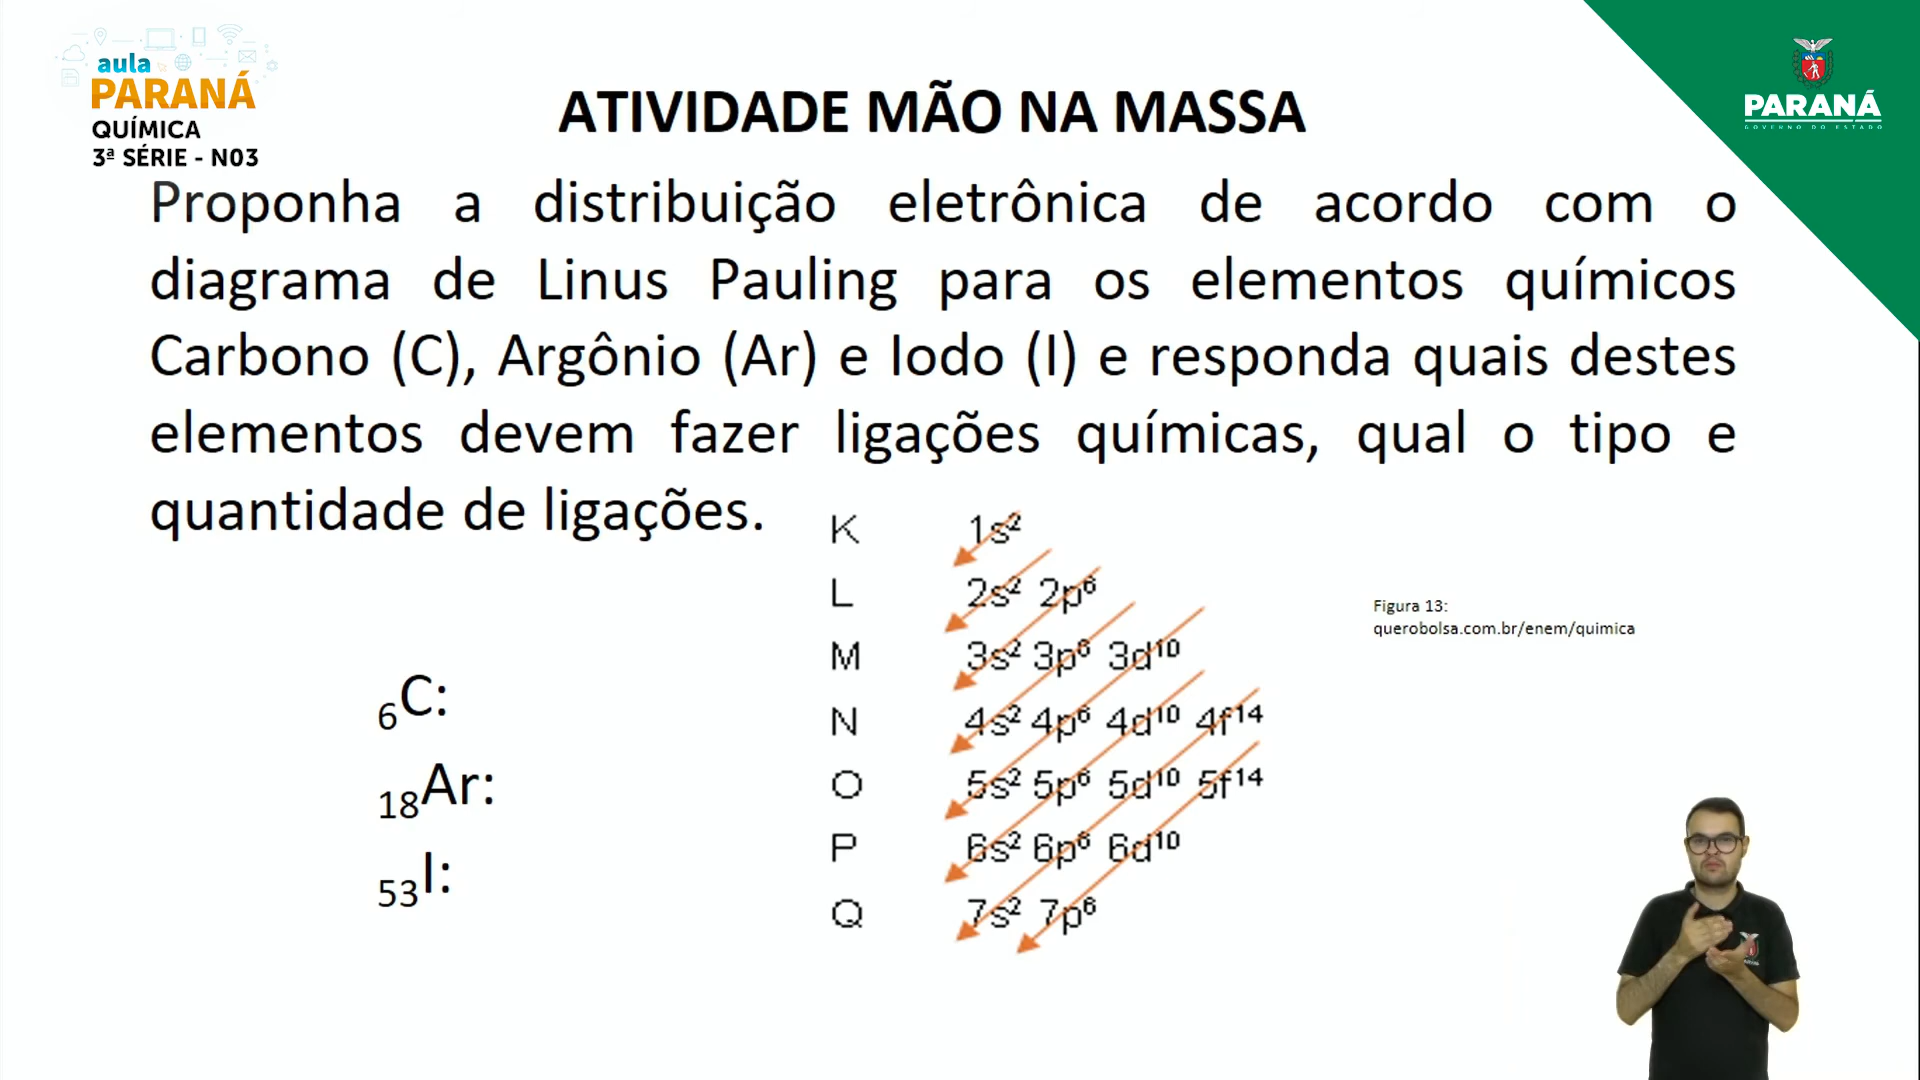 aula
PARANÁ
QUÍMICA
3ª SÉRIE - N03
PARANÁ
GOVERNO DO ESTADO
ATIVIDADE MÃO NA MASSA
Proponha a distribuição eletrônica de acordo com o
diagrama de Linus Pauling para os elementos químicos
Carbono (C), Argônio (Ar) e Iodo (I) e responda quais destes
elementos devem fazer ligações químicas, qual o tipo e
quantidade de ligações.
K 1s²
L 2s² 2p⁶
M 3s² 3p⁶ 3d¹⁰
N 4s² 4p⁶ 4d¹⁰ 4f¹⁴
O 5s² 5p⁶ 5d¹⁰ 5f¹⁴
P 6s² 6p⁶ 6d¹⁰
Q 7s² 7p⁶
Figura 13:
querobolsa.com.br/enem/quimica
₆C:
₁₈Ar:
₅₃I: